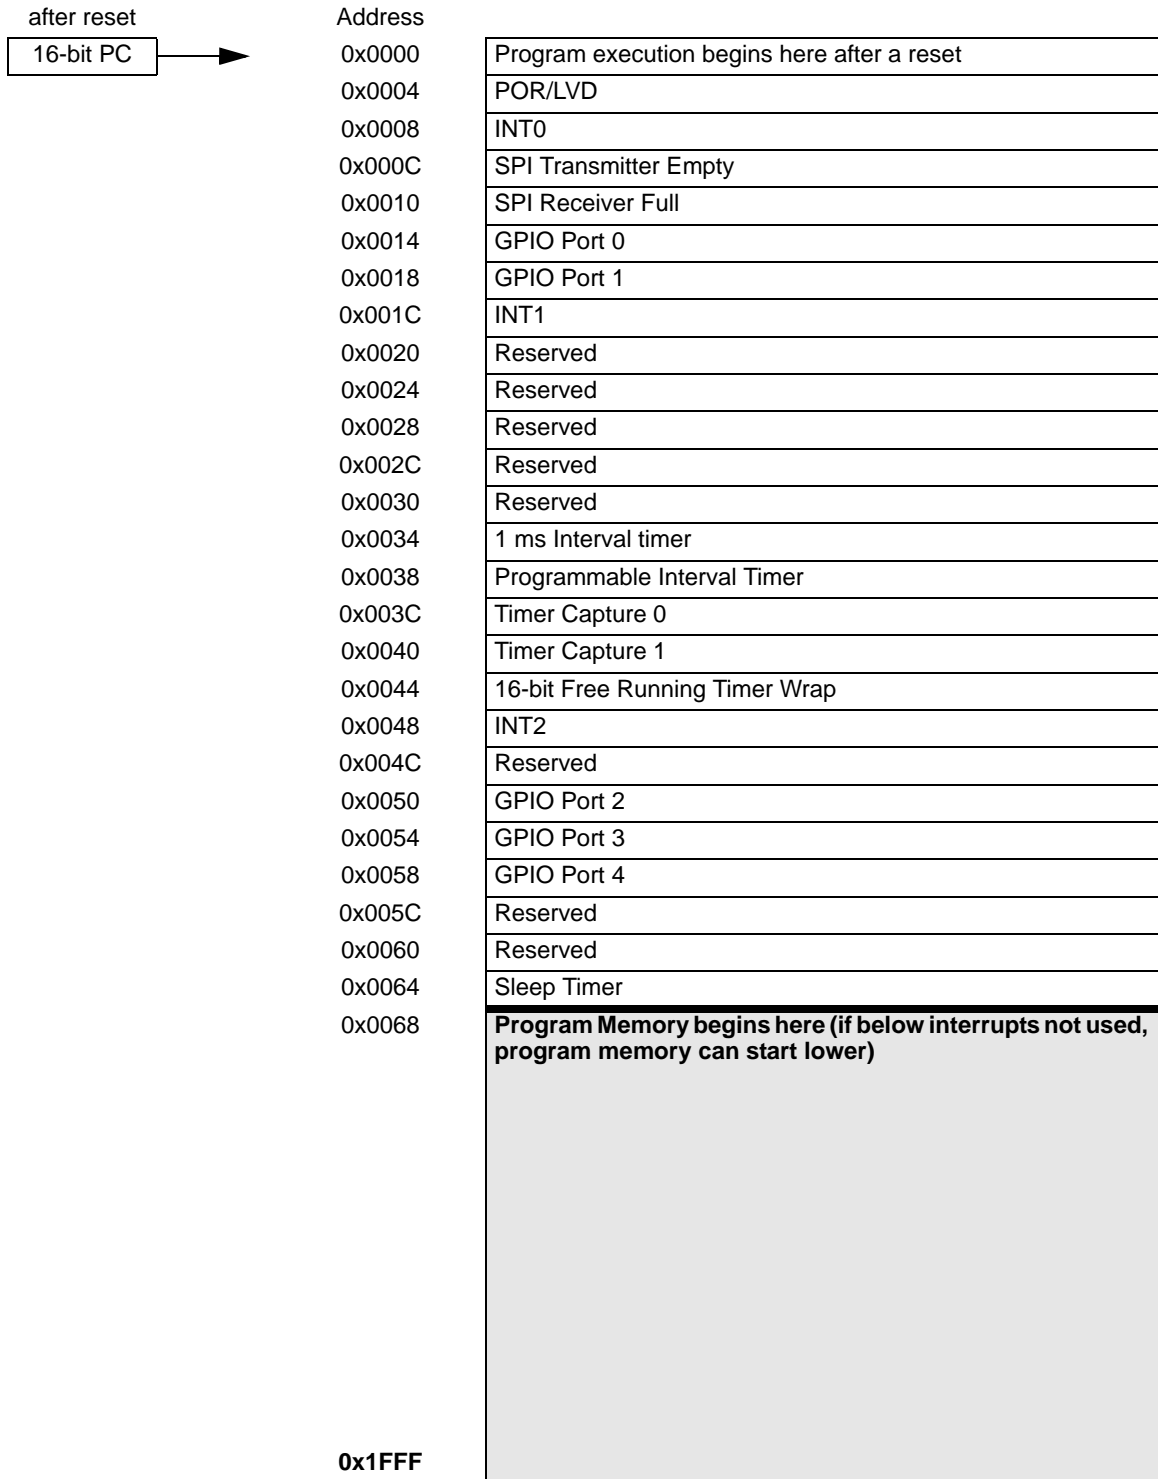 after reset Address
16-bit PC 0x0000 Program execution begins here after a reset
0x0004 POR/LVD
0x0008 INT0
0x000C SPI Transmitter Empty
0x0010 SPI Receiver Full
0x0014 GPIO Port 0
0x0018 GPIO Port 1
0x001C INT1
0x0020 Reserved
0x0024 Reserved
0x0028 Reserved
0x002C Reserved
0x0030 Reserved
0x0034 1 ms Interval timer
0x0038 Programmable Interval Timer
0x003C Timer Capture 0
0x0040 Timer Capture 1
0x0044 16-bit Free Running Timer Wrap
0x0048 INT2
0x004C Reserved
0x0050 GPIO Port 2
0x0054 GPIO Port 3
0x0058 GPIO Port 4
0x005C Reserved
0x0060 Reserved
0x0064 Sleep Timer
0x0068 Program Memory begins here (if below interrupts not used,
program memory can start lower)
0x1FFF